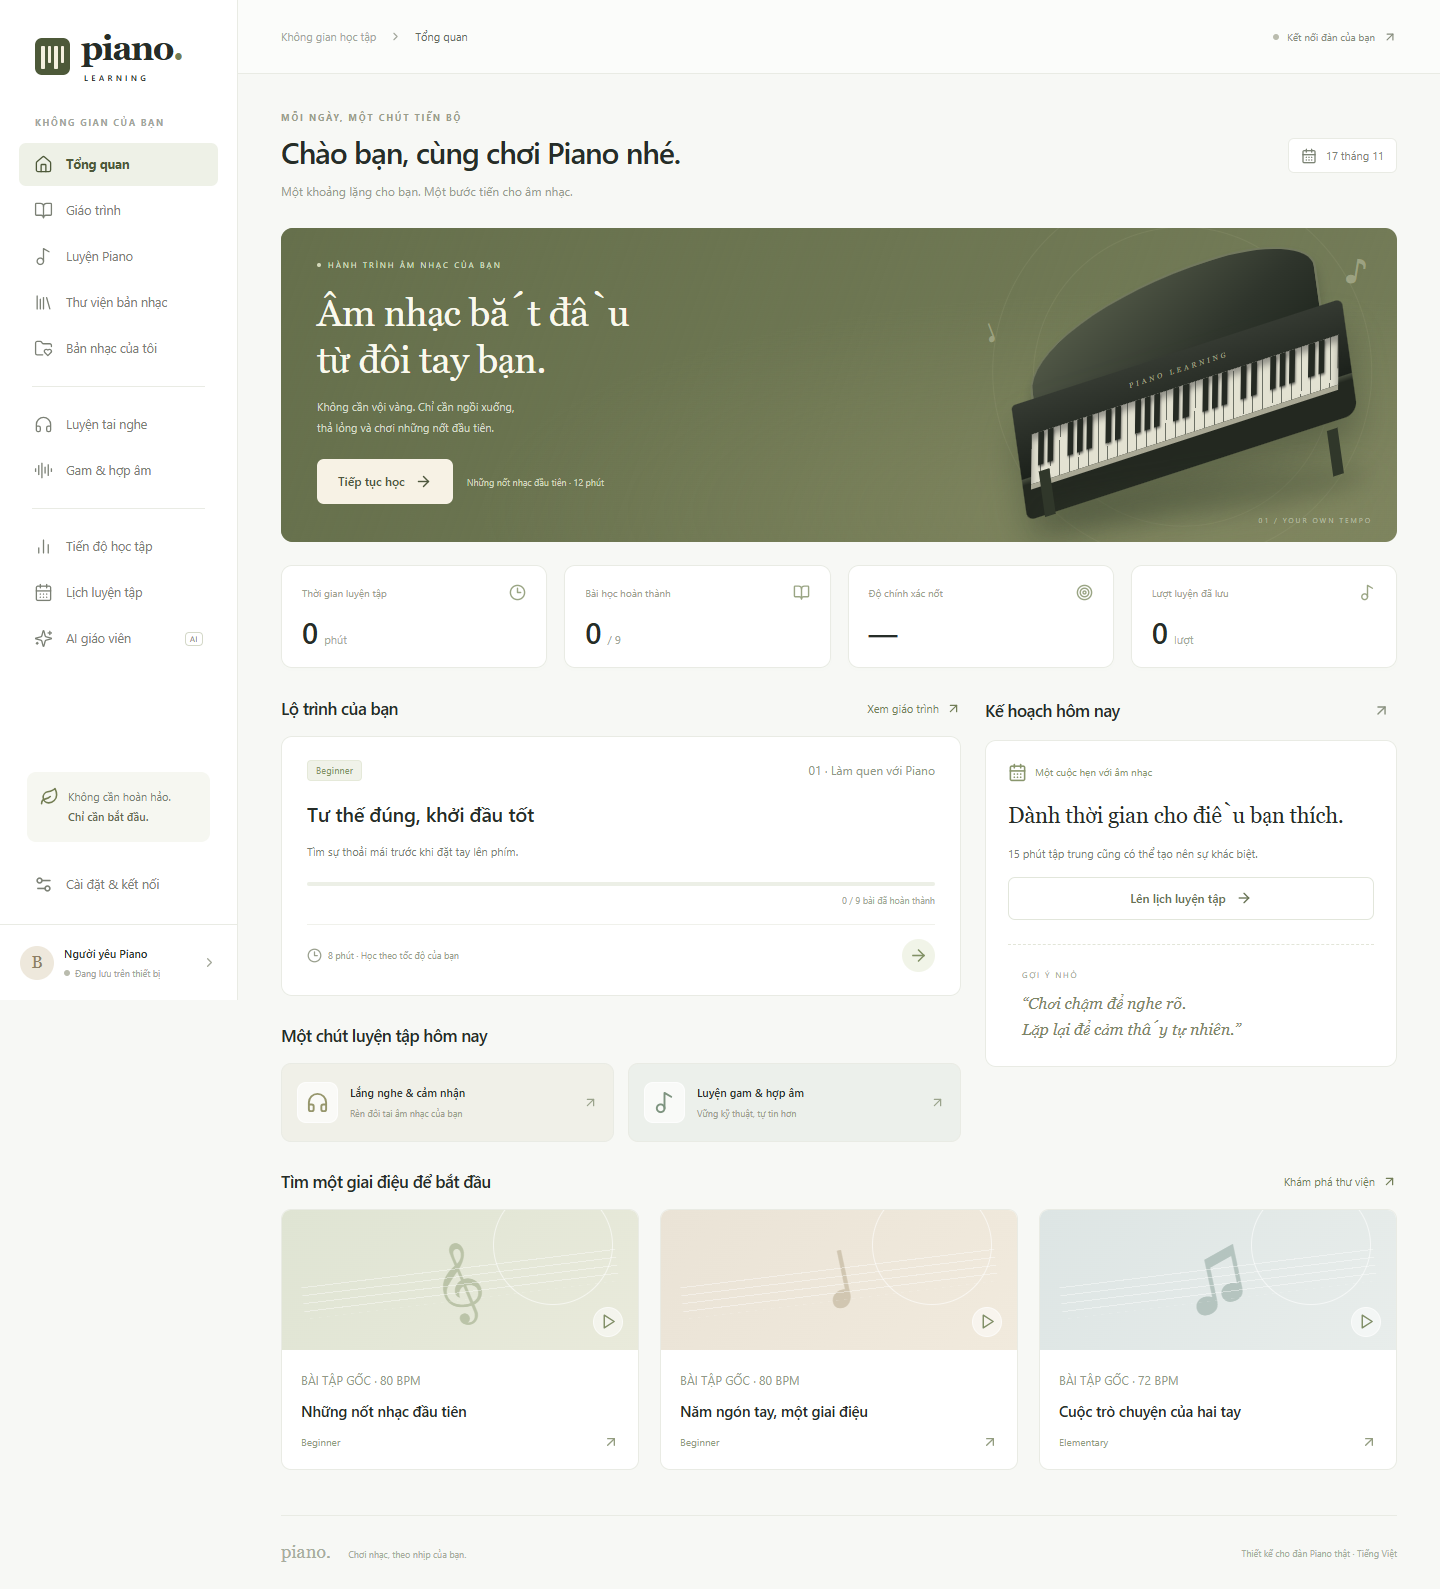 piano.
LEARNING
KHÔNG GIAN CỦA BẠN
Tổng quan
Giáo trình
Luyện Piano
Thư viện bản nhạc
Bản nhạc của tôi
Luyện tai nghe
Gam & hợp âm
Tiến độ học tập
Lịch luyện tập
AI giáo viên
AI
Không cần hoàn hảo.
Chỉ cần bắt đầu.
Cài đặt & kết nối
B
Người yêu Piano
Đang lưu trên thiết bị
Không gian học tập
Tổng quan
Kết nối đàn của bạn
MỖI NGÀY, MỘT CHÚT TIẾN BỘ
Chào bạn, cùng chơi Piano nhé.
Một khoảng lặng cho bạn. Một bước tiến cho âm nhạc.
17 tháng 11
HÀNH TRÌNH ÂM NHẠC CỦA BẠN
Âm nhạc bắt đầu
từ đôi tay bạn.
Không cần vội vàng. Chỉ cần ngồi xuống,
thả lỏng và chơi những nốt đầu tiên.
Tiếp tục học
Những nốt nhạc đầu tiên · 12 phút
PIANO LEARNING
01 / YOUR OWN TEMPO
Thời gian luyện tập
0 phút
Bài học hoàn thành
0 / 9
Độ chính xác nốt
—
Lượt luyện đã lưu
0 lượt
Lộ trình của bạn
Xem giáo trình
Beginner
01 · Làm quen với Piano
Tư thế đúng, khởi đầu tốt
Tìm sự thoải mái trước khi đặt tay lên phím.
0 / 9 bài đã hoàn thành
8 phút · Học theo tốc độ của bạn
Kế hoạch hôm nay
Một cuộc hẹn với âm nhạc
Dành thời gian cho điều bạn thích.
15 phút tập trung cũng có thể tạo nên sự khác biệt.
Lên lịch luyện tập
GỢI Ý NHỎ
“Chơi chậm để nghe rõ.
Lặp lại để cảm thấy tự nhiên.”
Một chút luyện tập hôm nay
Lắng nghe & cảm nhận
Rèn đôi tai âm nhạc của bạn
Luyện gam & hợp âm
Vững kỹ thuật, tự tin hơn
Tìm một giai điệu để bắt đầu
Khám phá thư viện
BÀI TẬP GỐC · 80 BPM
Những nốt nhạc đầu tiên
Beginner
BÀI TẬP GỐC · 80 BPM
Năm ngón tay, một giai điệu
Beginner
BÀI TẬP GỐC · 72 BPM
Cuộc trò chuyện của hai tay
Elementary
piano.
Chơi nhạc, theo nhịp của bạn.
Thiết kế cho đàn Piano thật · Tiếng Việt